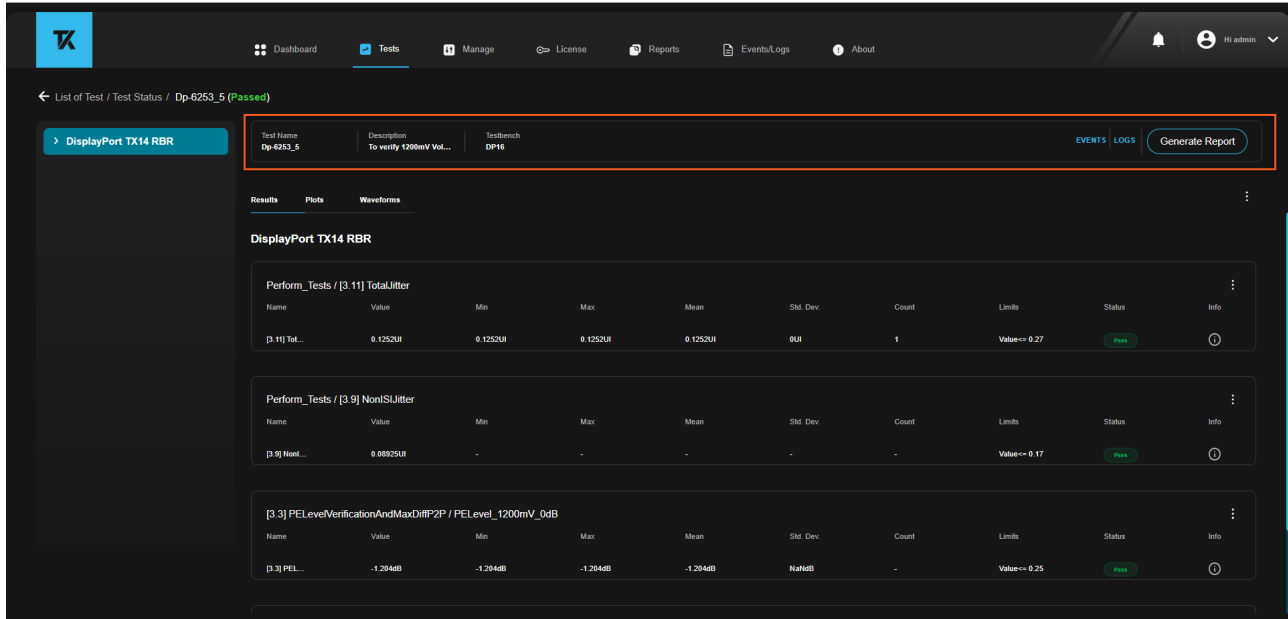 TK
Dashboard Tests Manage License Reports Events/Logs About Hi admin
List of Test / Test Status / Dp-6253_5 (Passed)
DisplayPort TX14 RBR
Test Name Description Testbench
Dp-6253_5 To verify 1200mV Vol... DP16
EVENTS LOGS Generate Report
Results Plots Waveforms
DisplayPort TX14 RBR
Perform_Tests / [3.11] TotalJitter
Name Value Min Max Mean Std. Dev. Count Limits Status Info
[3.11] Tot... 0.1252UI 0.1252UI 0.1252UI 0.1252UI 0UI 1 Value<= 0.27 Pass
Perform_Tests / [3.9] NonISIJitter
Name Value Min Max Mean Std. Dev. Count Limits Status Info
[3.9] NonI... 0.08925UI - - - - - Value<= 0.17 Pass
[3.3] PELevelVerificationAndMaxDiffP2P / PELevel_1200mV_0dB
Name Value Min Max Mean Std. Dev. Count Limits Status Info
[3.3] PEL... -1.204dB -1.204dB -1.204dB -1.204dB NaNdB - Value<= 0.25 Pass